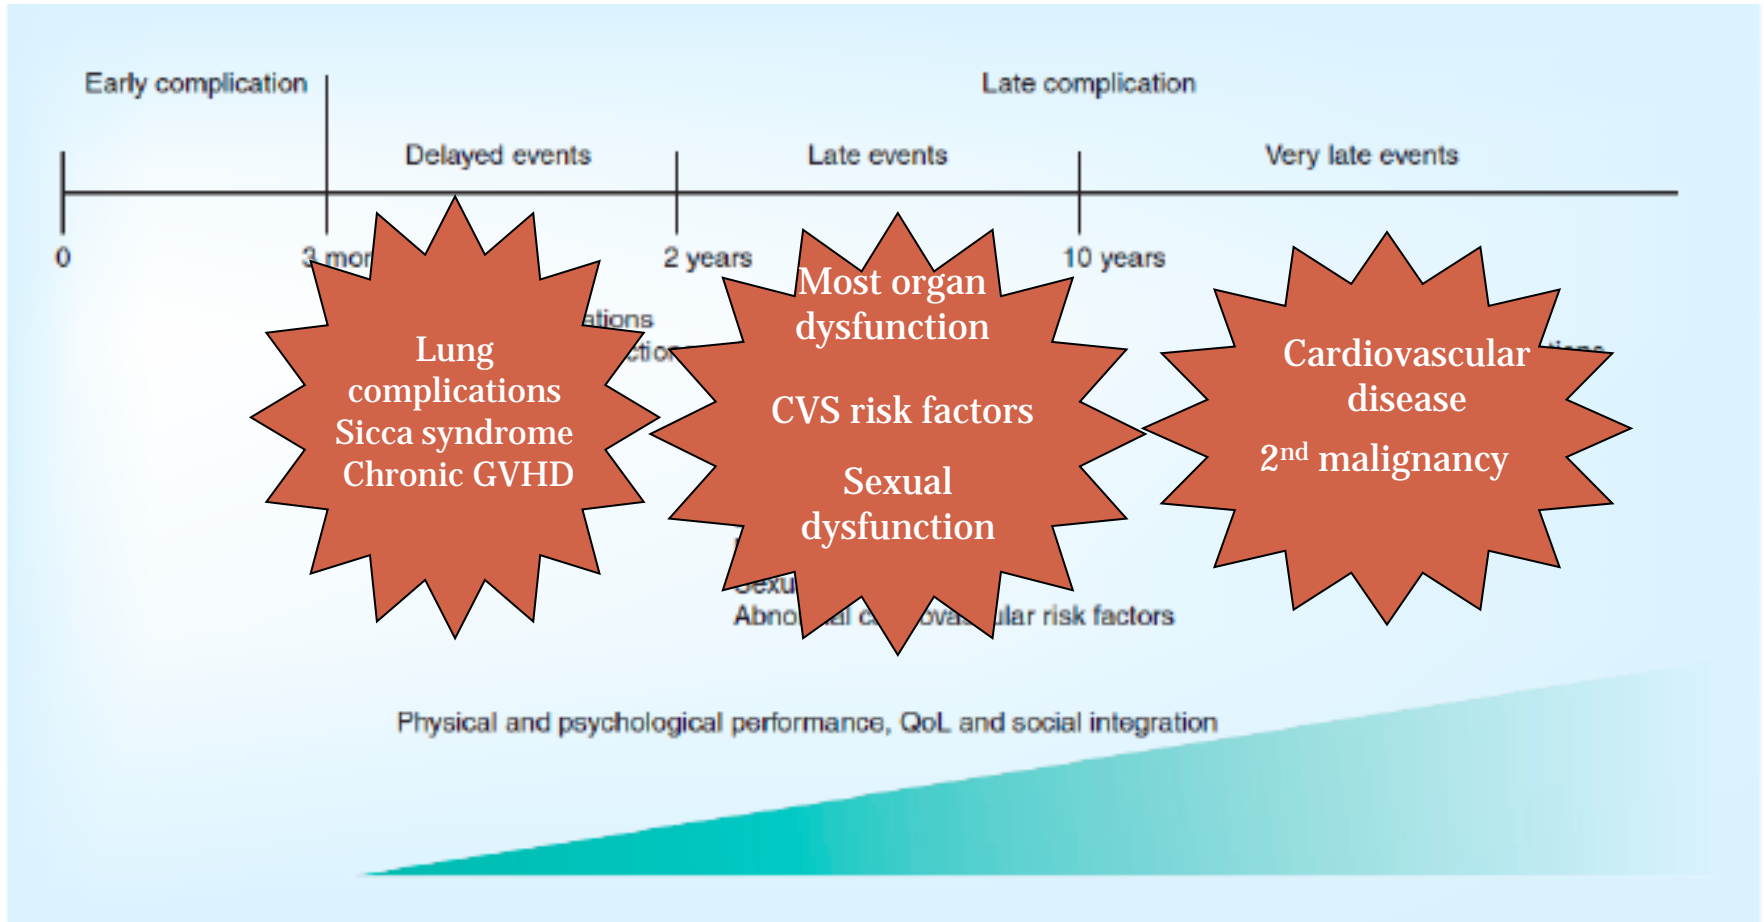 Early complication
Late complication
Delayed events
Late events
Very late events
0
3
2 years
10 years
Lung
complications
Sicca syndrome
Chronic GVHD
Most organ
dysfunction
CVS risk factors
Sexual
dysfunction
Cardiovascular
disease
2nd malignancy
risk factors
Physical and psychological performance, QoL and social integration